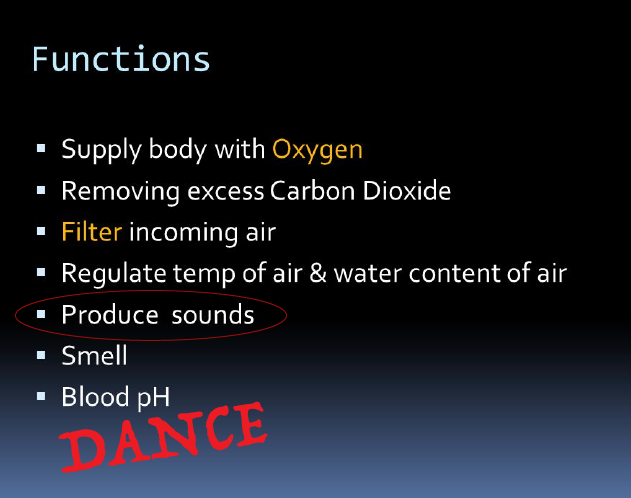 Functions
Supply body with Oxygen
Removing excess Carbon Dioxide
Filter incoming air
Regulate temp of air & water content of air
Produce sounds
Smell
Blood pH
DANCE